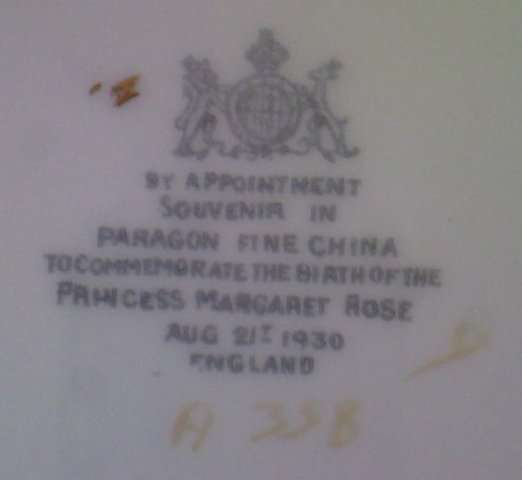 BY APPOINTMENT
SOUVENIR IN
PARAGON FINE CHINA
TO COMMEMORATE THE BIRTH OF THE
PRINCESS MARGARET ROSE
AUG 21ST 1930
ENGLAND
A 33B